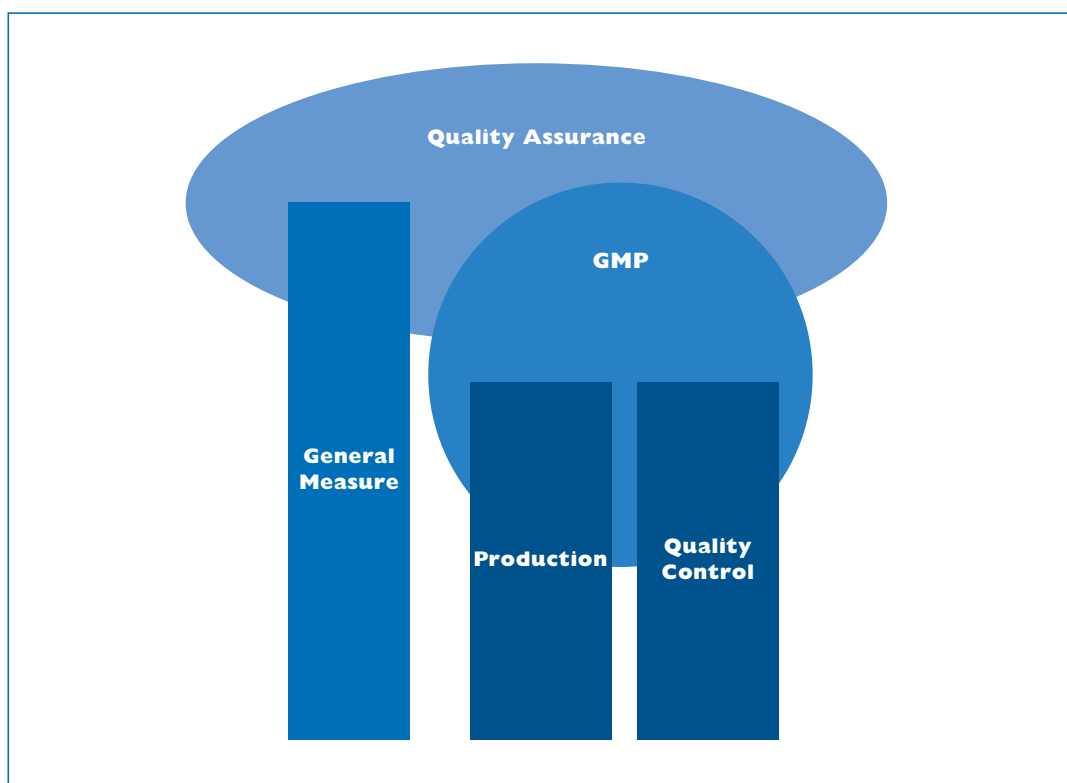 Quality Assurance
GMP
General
Measure
Production
Quality
Control